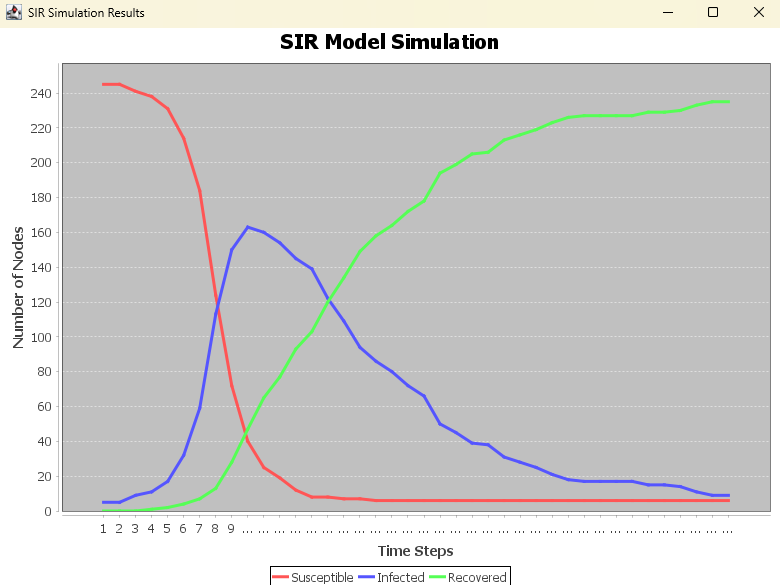 SIR Simulation Results
SIR Model Simulation
Number of Nodes
240
220
200
180
160
140
120
100
80
60
40
20
0
1 2 3 4 5 6 7 8 9 ... ... ... ... ... ... ... ... ... ... ... ... ... ... ... ... ... ... ... ... ... ... ... ... ... ... ... ... ... ... ...
Time Steps
Susceptible Infected Recovered